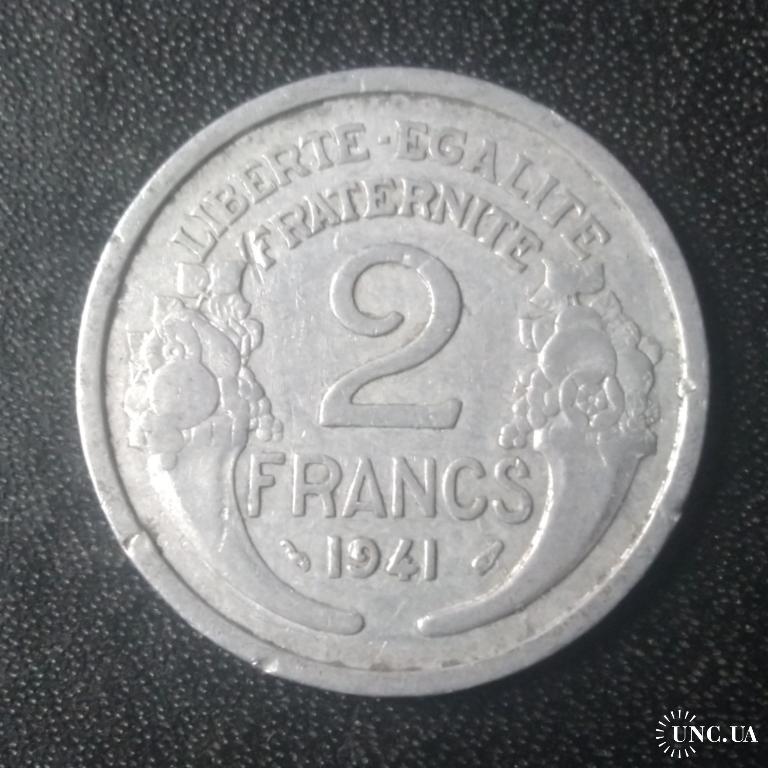 LIBERTE-EGALITE
FRATERNITE
2
FRANCS
1941
UNC.UA